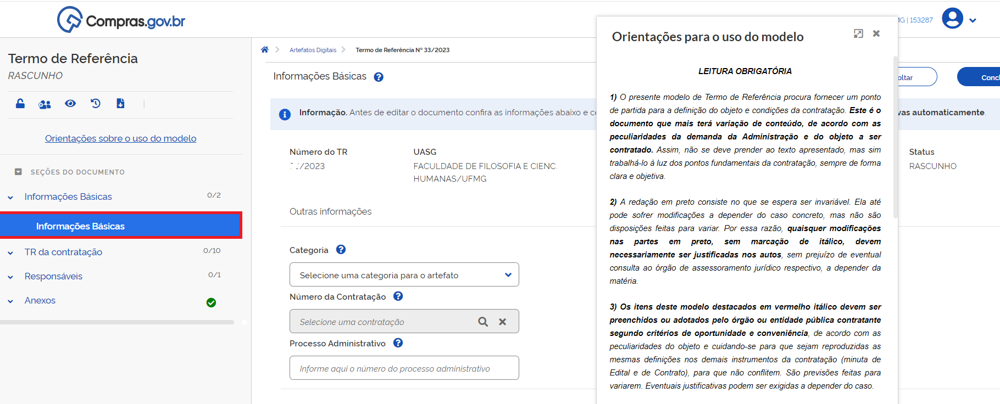 Compras.gov.br
MG | 153287
Termo de Referência
RASCUNHO
Orientações sobre o uso do modelo
SEÇÕES DO DOCUMENTO
Informações Básicas 0/2
Informações Básicas
TR da contratação 0/10
Responsáveis 0/1
Anexos
Artefatos Digitais
Termo de Referência Nº 33/2023
Informações Básicas
Informação. Antes de editar o documento confira as informações abaixo e
vas automaticamente.
oltar
Concl
Número do TR
/2023
UASG
FACULDADE DE FILOSOFIA E CIENC.
HUMANAS/UFMG
Status
RASCUNHO
Outras informações
Categoria
Selecione uma categoria para o artefato
Número da Contratação
Selecione uma contratação
Processo Administrativo
Informe aqui o número do processo administrativo
Orientações para o uso do modelo
LEITURA OBRIGATÓRIA
1) O presente modelo de Termo de Referência procura fornecer um ponto
de partida para a definição do objeto e condições da contratação. Este é o
documento que mais terá variação de conteúdo, de acordo com as
peculiaridades da demanda da Administração e do objeto a ser
contratado. Assim, não se deve prender ao texto apresentado, mas sim
trabalhá-lo à luz dos pontos fundamentais da contratação, sempre de forma
clara e objetiva.
2) A redação em preto consiste no que se espera ser invariável. Ela até
pode sofrer modificações a depender do caso concreto, mas não são
disposições feitas para variar. Por essa razão, quaisquer modificações
nas partes em preto, sem marcação de itálico, devem
necessariamente ser justificadas nos autos, sem prejuízo de eventual
consulta ao órgão de assessoramento jurídico respectivo, a depender da
matéria.
3) Os itens deste modelo destacados em vermelho itálico devem ser
preenchidos ou adotados pelo órgão ou entidade pública contratante
segundo critérios de oportunidade e conveniência, de acordo com as
peculiaridades do objeto e cuidando-se para que sejam reproduzidas as
mesmas definições nos demais instrumentos da contratação (minuta de
Edital e de Contrato), para que não conflitem. São previsões feitas para
variarem. Eventuais justificativas podem ser exigidas a depender do caso.